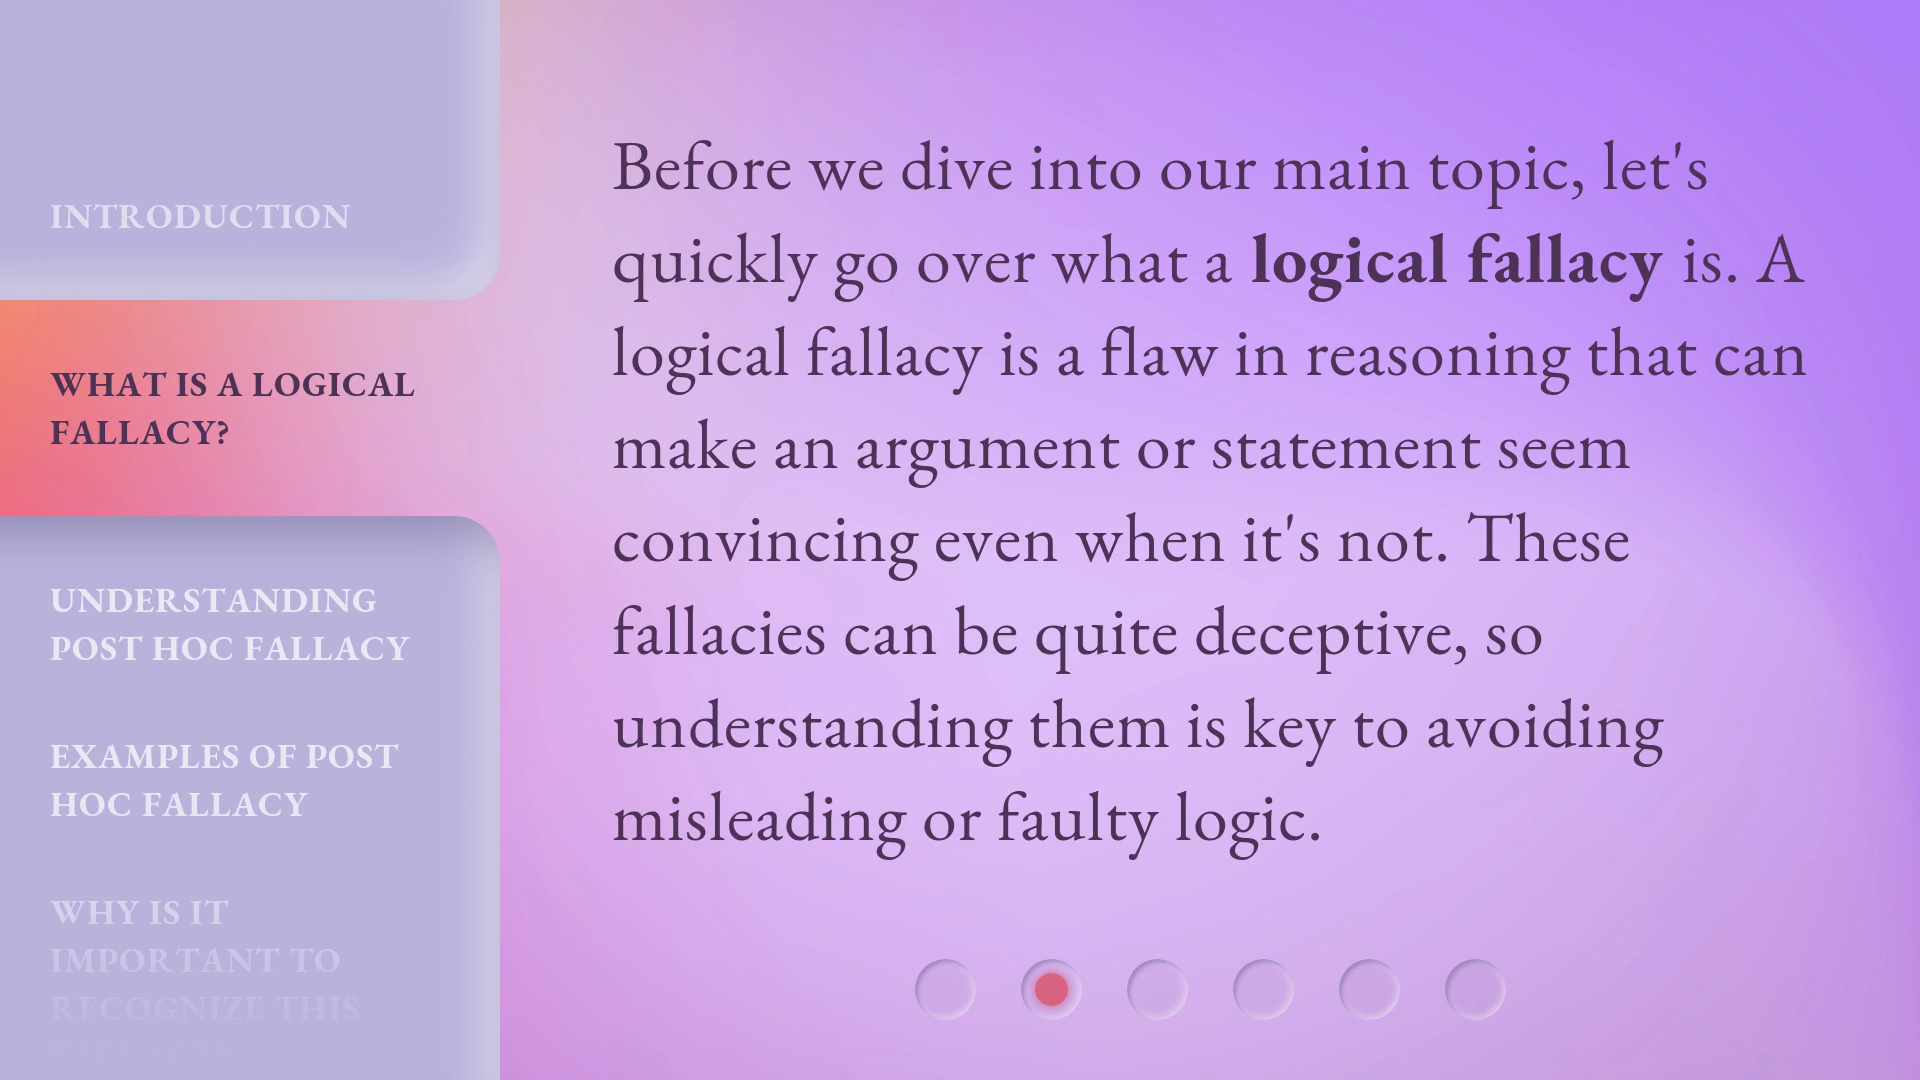 INTRODUCTION
WHAT IS A LOGICAL
FALLACY?
UNDERSTANDING
POST HOC FALLACY
EXAMPLES OF POST
HOC FALLACY
WHY IS IT
IMPORTANT TO
RECOGNIZE THIS
Before we dive into our main topic, let's
quickly go over what a logical fallacy is. A
logical fallacy is a flaw in reasoning that can
make an argument or statement seem
convincing even when it's not. These
fallacies can be quite deceptive, so
understanding them is key to avoiding
misleading or faulty logic.